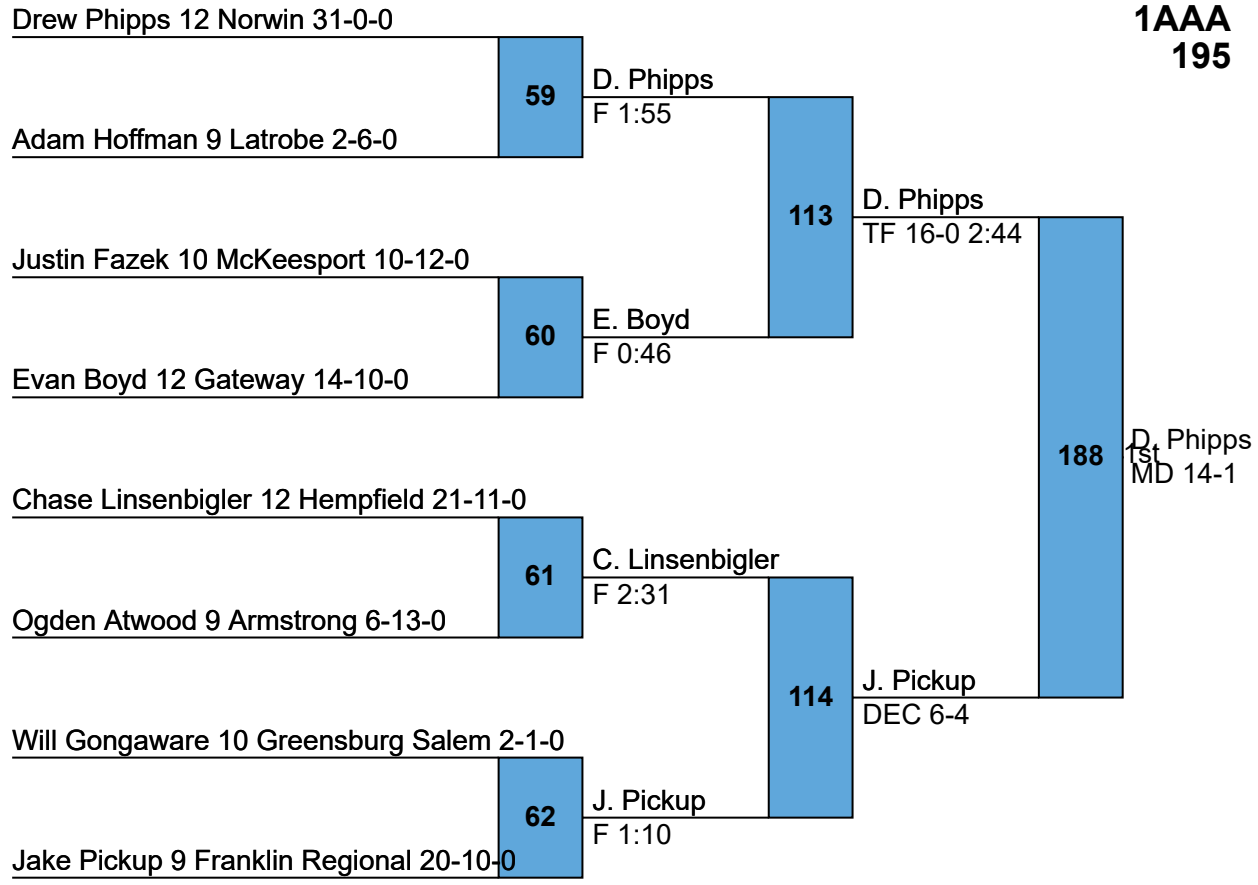 Drew Phipps 12 Norwin 31-0-0
1AAA
195
59
D. Phipps
F 1:55
Adam Hoffman 9 Latrobe 2-6-0
113
D. Phipps
TF 16-0 2:44
Justin Fazek 10 McKeesport 10-12-0
60
E. Boyd
F 0:46
Evan Boyd 12 Gateway 14-10-0
188
D. Phipps
1st
MD 14-1
Chase Linsenbigler 12 Hempfield 21-11-0
61
C. Linsenbigler
F 2:31
Ogden Atwood 9 Armstrong 6-13-0
114
J. Pickup
DEC 6-4
Will Gongaware 10 Greensburg Salem 2-1-0
62
J. Pickup
F 1:10
Jake Pickup 9 Franklin Regional 20-10-0